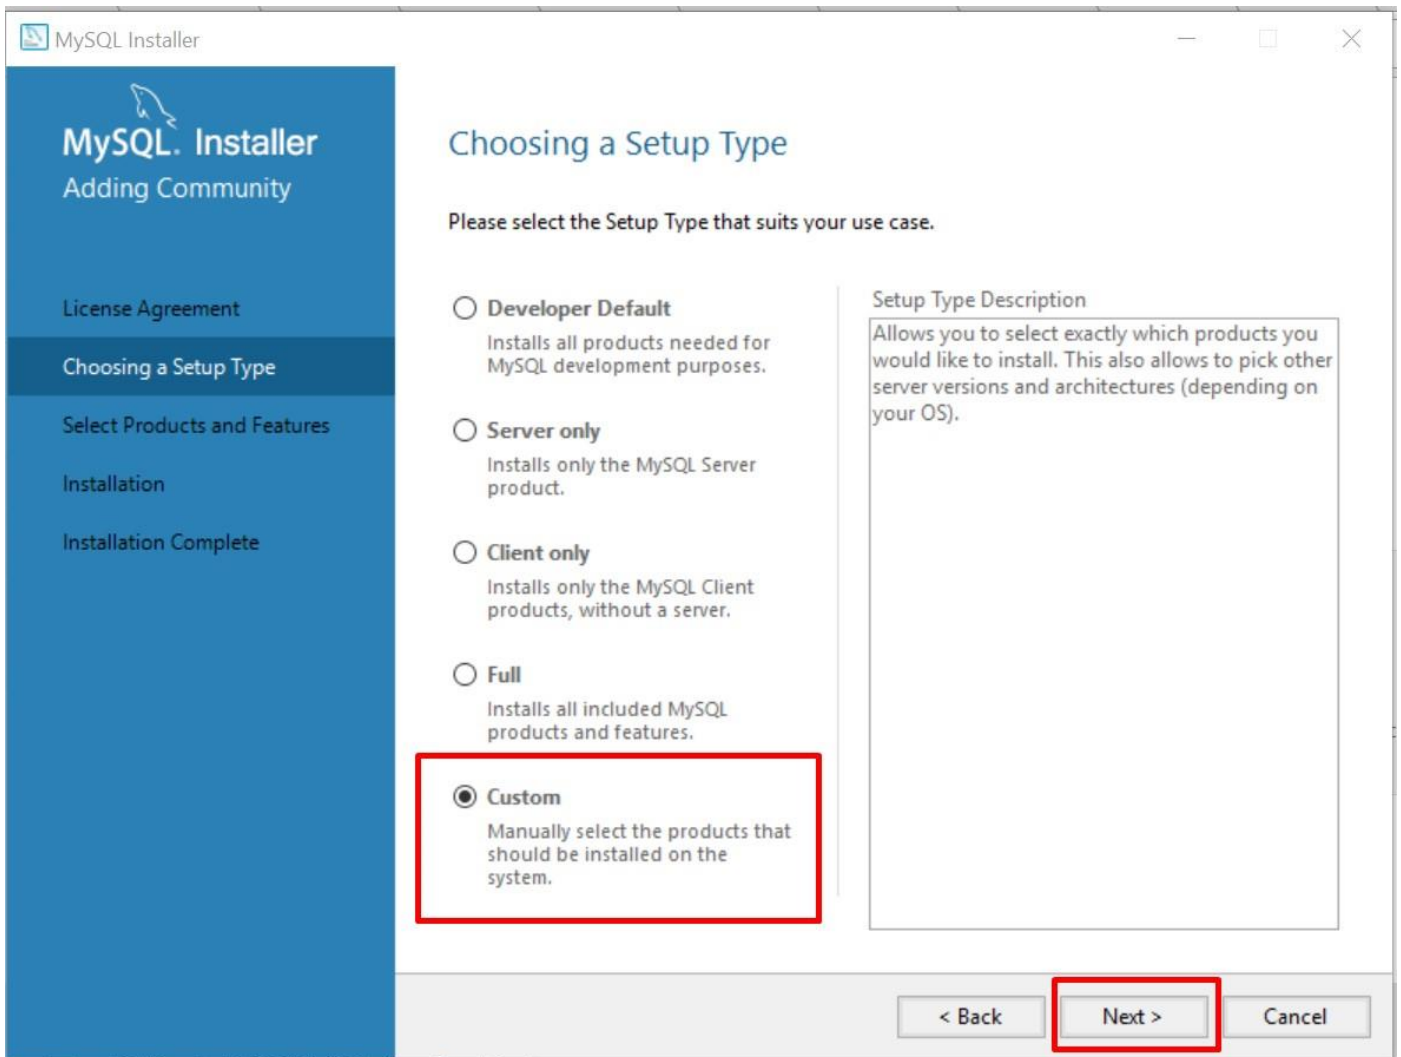 MySQL Installer
MySQL. Installer
Adding Community
License Agreement
Choosing a Setup Type
Select Products and Features
Installation
Installation Complete
Choosing a Setup Type
Please select the Setup Type that suits your use case.
Developer Default
Installs all products needed for
MySQL development purposes.
Server only
Installs only the MySQL Server
product.
Client only
Installs only the MySQL Client
products, without a server.
Full
Installs all included MySQL
products and features.
Custom
Manually select the products that
should be installed on the
system.
Setup Type Description
Allows you to select exactly which products you
would like to install. This also allows to pick other
server versions and architectures (depending on
your OS).
< Back
Next >
Cancel